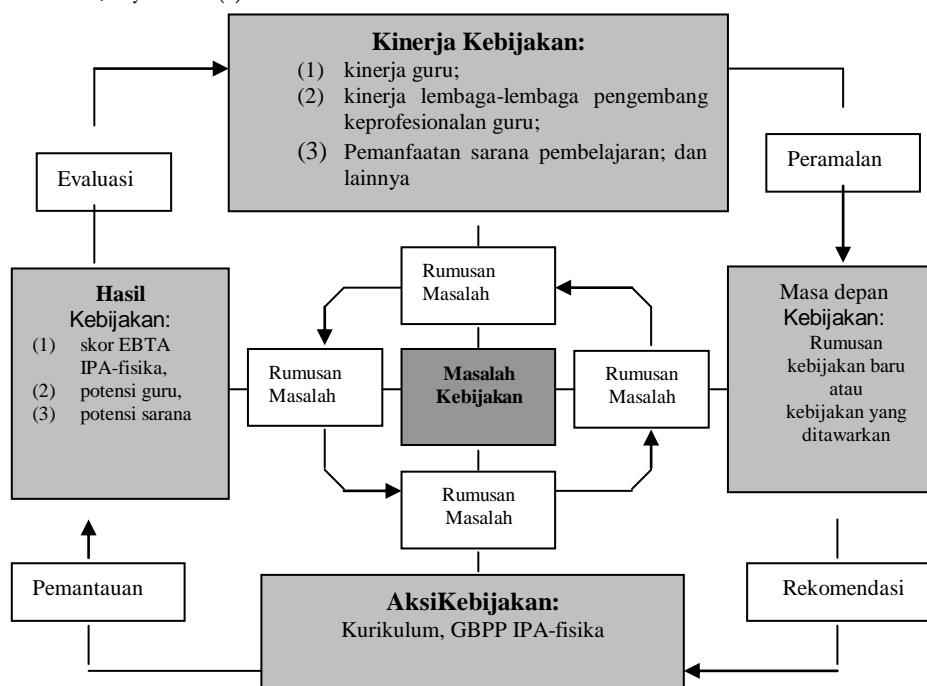 Kinerja Kebijakan:
(1) kinerja guru;
(2) kinerja lembaga-lembaga pengembang
keprofesionalan guru;
(3) Pemanfaatan sarana pembelajaran; dan
lainnya
Evaluasi
Peramalan
Rumusan
Masalah
Hasil
Kebijakan:
(1) skor EBTA
IPA-fisika,
(2) potensi guru,
(3) potensi sarana
Rumusan
Masalah
Masalah
Kebijakan
Rumusan
Masalah
Masa depan
Kebijakan:
Rumusan
kebijakan baru
atau
kebijakan yang
ditawarkan
Rumusan
Masalah
Pemantauan
Rekomendasi
AksiKebijakan:
Kurikulum, GBPP IPA-fisika